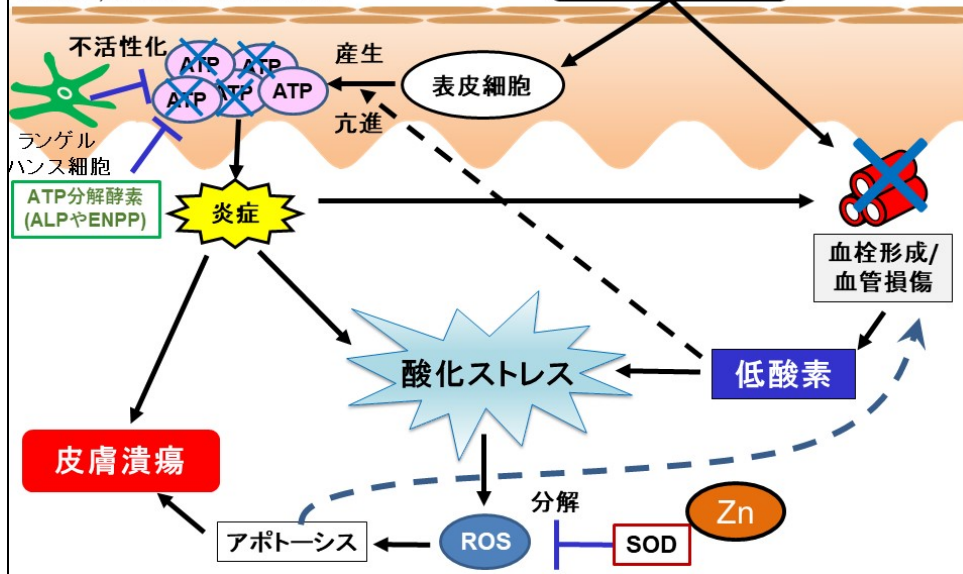 不活性化
ATP
ATP
ATP
ATP
ATP
産生
表皮細胞
亢進
ランゲル
ハンス細胞
ATP分解酵素
(ALPやENPP)
炎症
血栓形成/
血管損傷
酸化ストレス
低酸素
皮膚潰瘍
分解
Zn
アポトーシス
ROS
SOD